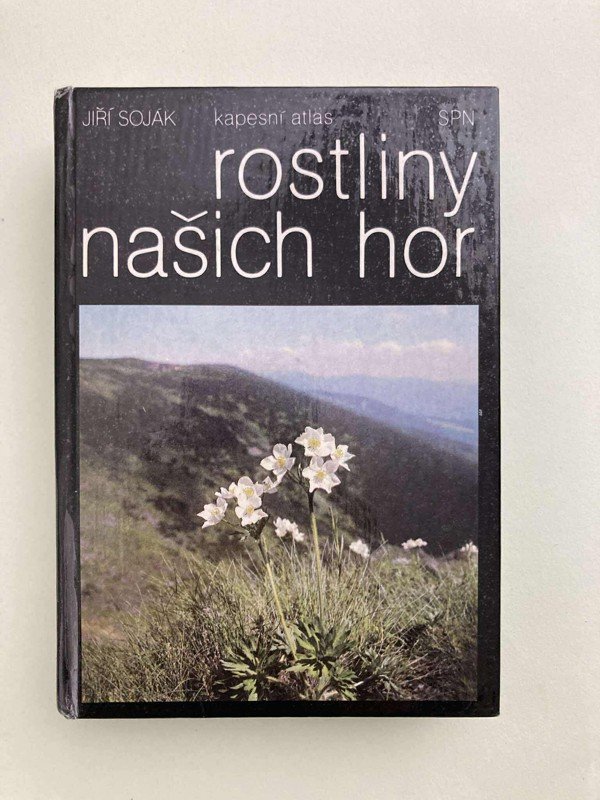 JIŘÍ SOJÁK kapesní atlas SPN
rostliny
našich hor